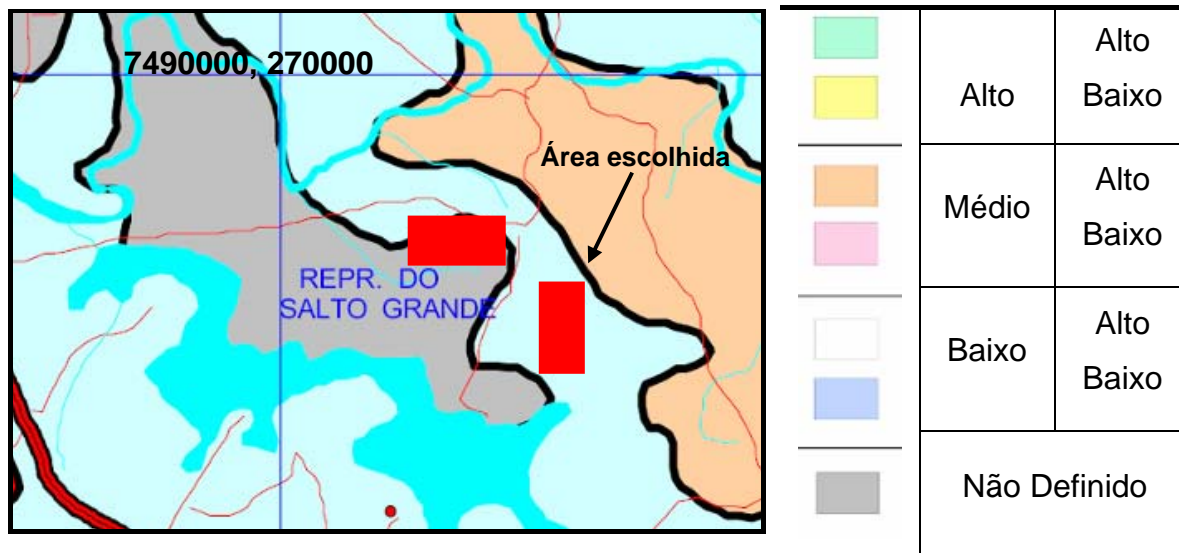 7490000, 270000
Área escolhida
REPR. DO
SALTO GRANDE
Alto
Alto
Baixo
Médio
Alto
Baixo
Baixo
Alto
Baixo
Não Definido